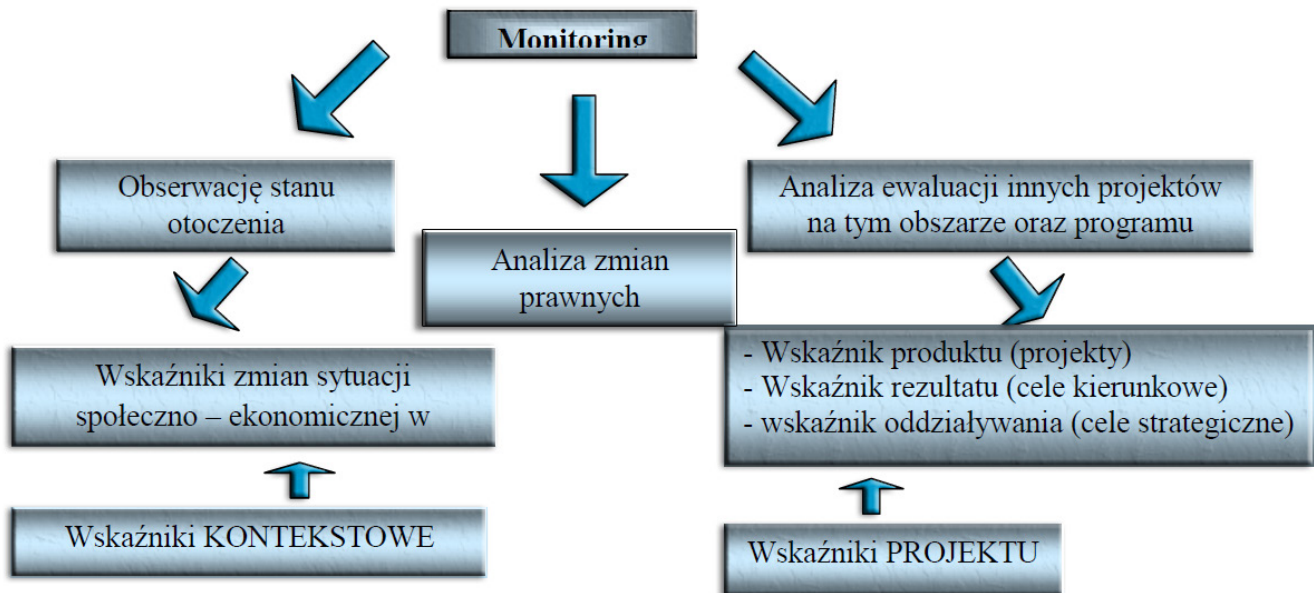 Monitoring
Obserwację stanu
otoczenia
Analiza zmian
prawnych
Analiza ewaluacji innych projektów
na tym obszarze oraz programu
Wskaźniki zmian sytuacji
społeczno – ekonomicznej w
- Wskaźnik produktu (projekty)
- Wskaźnik rezultatu (cele kierunkowe)
- wskaźnik oddziaływania (cele strategiczne)
Wskaźniki KONTEKSTOWE
Wskaźniki PROJEKTU